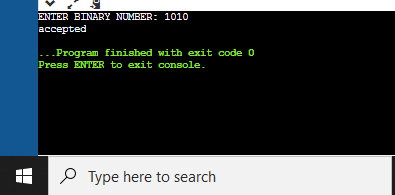 ENTER BINARY NUMBER: 1010
accepted
...Program finished with exit code 0
Press ENTER to exit console.
Type here to search